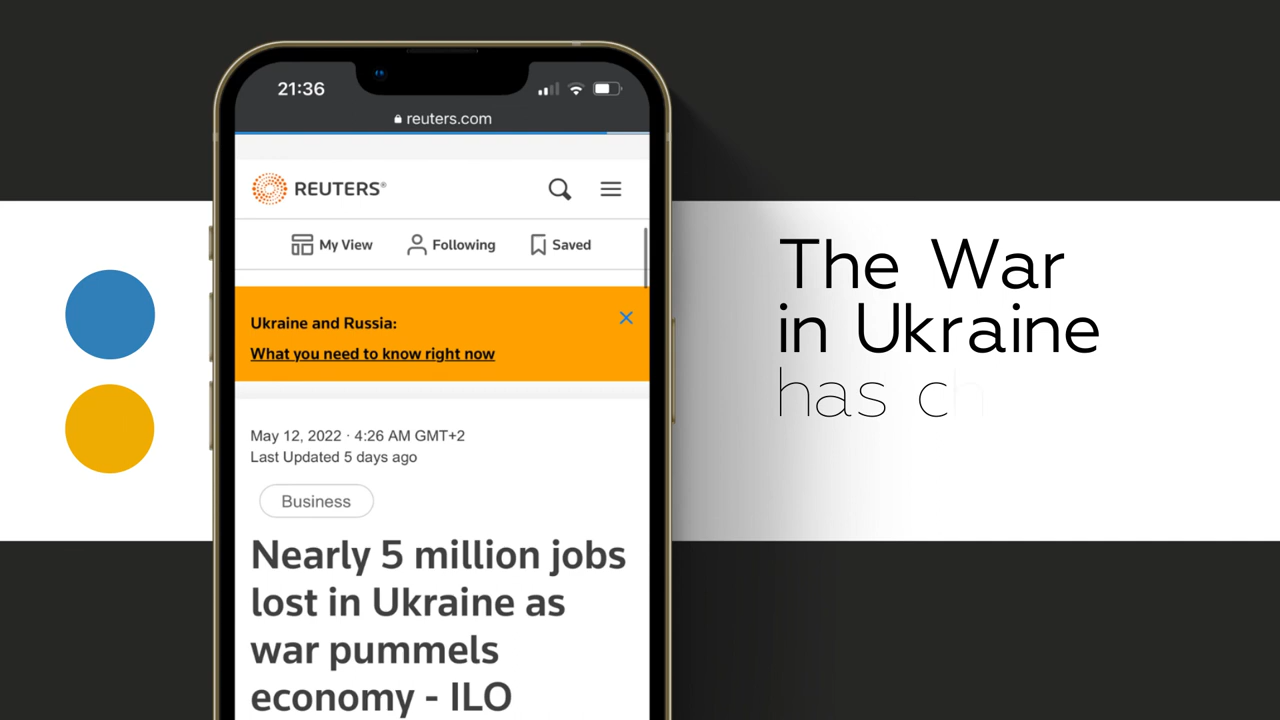 21:36
reuters.com
REUTERS®
My View Following Saved
Ukraine and Russia:
What you need to know right now
May 12, 2022 · 4:26 AM GMT+2
Last Updated 5 days ago
Business
Nearly 5 million jobs
lost in Ukraine as
war pummels
economy - ILO
The War
in Ukraine
has ch